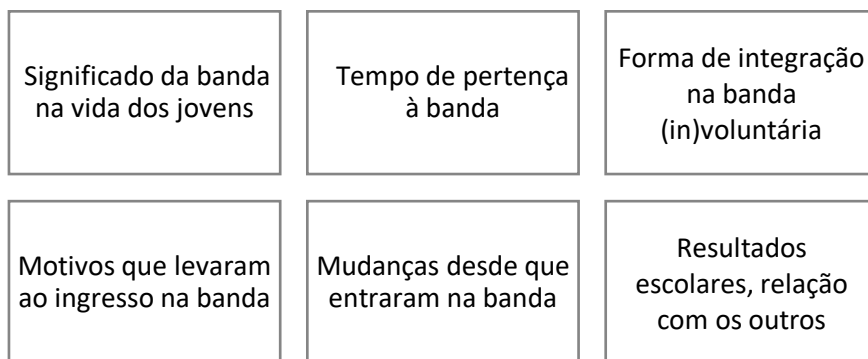 Significado da banda
na vida dos jovens
Tempo de pertença
à banda
Forma de integração
na banda
(in)voluntária
Motivos que levaram
ao ingresso na banda
Mudanças desde que
entraram na banda
Resultados
escolares, relação
com os outros